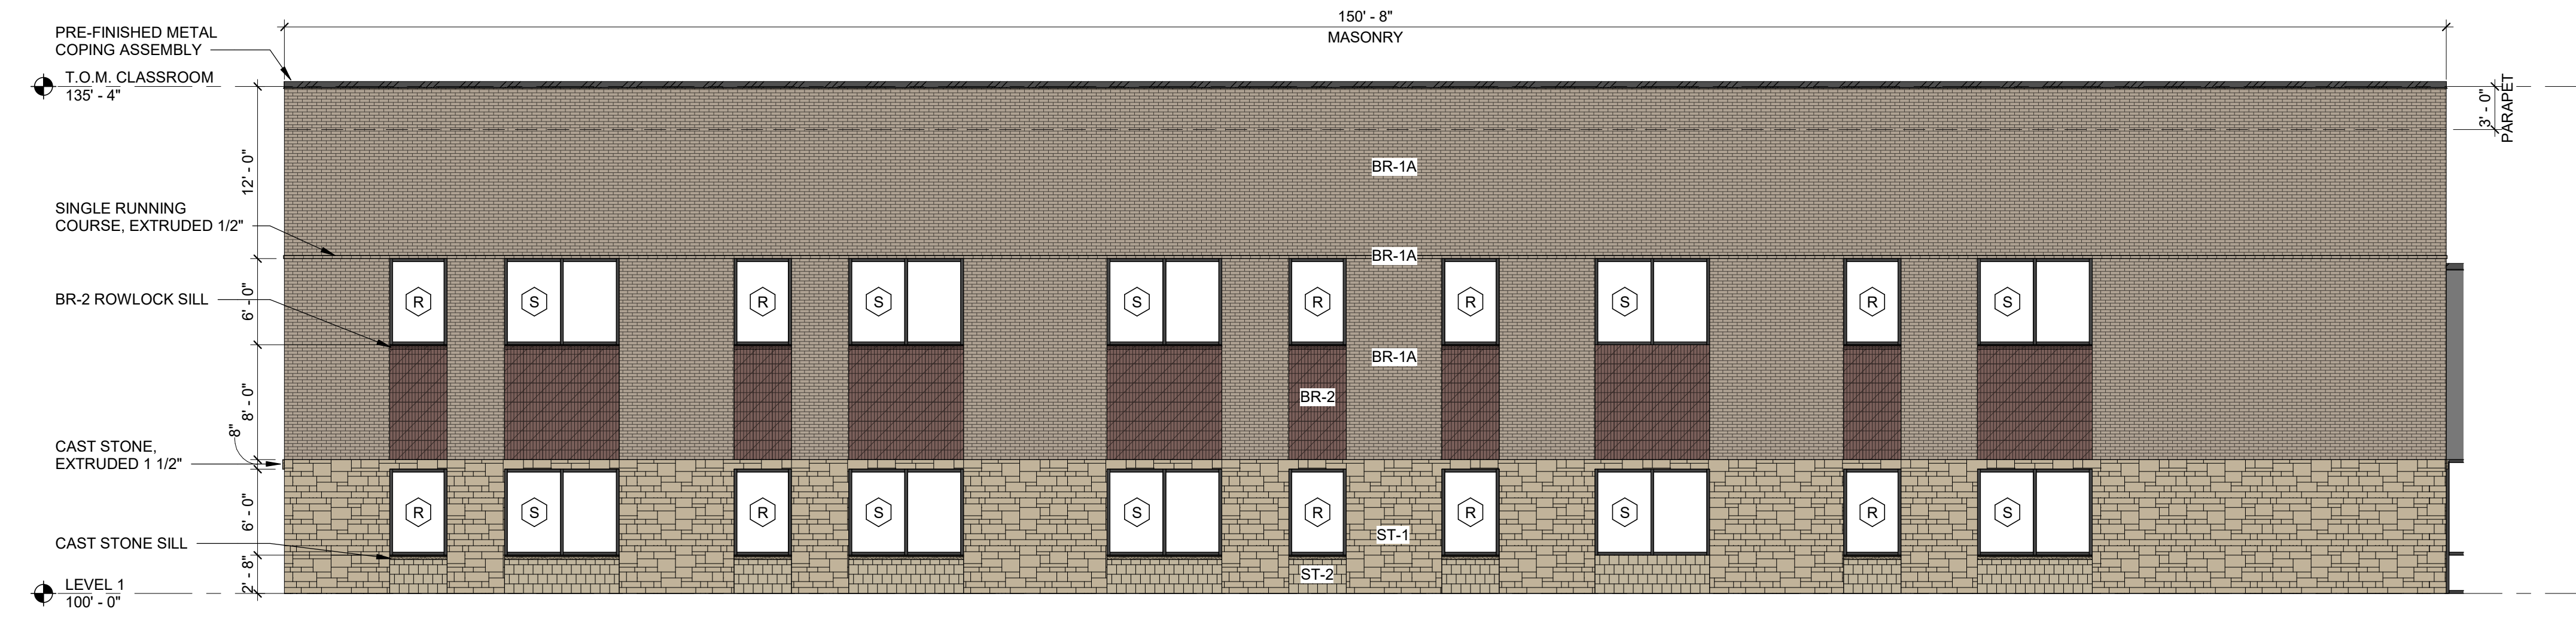 150' - 8"
MASONRY
PRE-FINISHED METAL
COPING ASSEMBLY
T.O.M. CLASSROOM
135' - 4"
3' - 0"
PARAPET
12' - 0"
BR-1A
SINGLE RUNNING
COURSE, EXTRUDED 1/2"
BR-1A
BR-2 ROWLOCK SILL
6' - 0"
R S R S S R R S R S
BR-1A
8' - 0"
BR-2
8"
CAST STONE,
EXTRUDED 1 1/2"
6' - 0"
R S R S S R R S R S
ST-1
CAST STONE SILL
2' - 8"
ST-2
LEVEL 1
100' - 0"